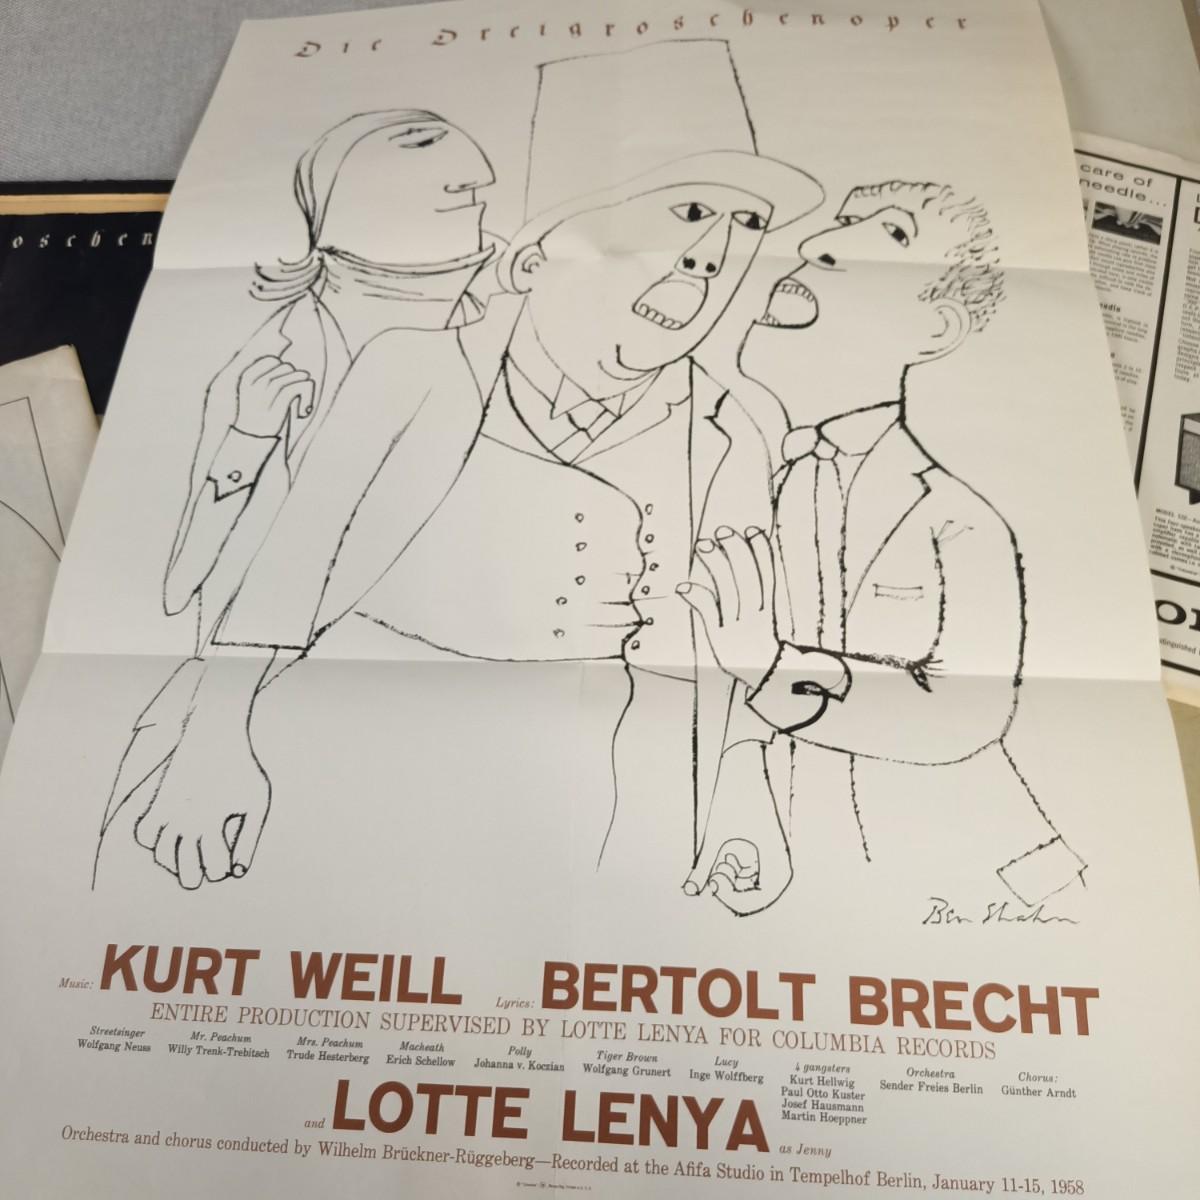 Die Dreigroschenoper
oschen
care of
needle...
Ben Shahn
Music: KURT WEILL Lyrics: BERTOLT BRECHT
ENTIRE PRODUCTION SUPERVISED BY LOTTE LENYA FOR COLUMBIA RECORDS
Streetsinger
Wolfgang Neuss
Mr. Peachum
Willy Trenk-Trebitsch
Mrs. Peachum
Trude Hesterberg
Macheath
Erich Schellow
Polly
Johanna v. Koczian
Tiger Brown
Wolfgang Grunert
Lucy
Inge Wolffberg
4 gangsters
Kurt Hellwig
Paul Otto Kuster
Josef Hausmann
Martin Hoeppner
Orchestra
Sender Freies Berlin
Chorus:
Günther Arndt
and LOTTE LENYA as Jenny
Orchestra and chorus conducted by Wilhelm Brückner-Rüggeberg—Recorded at the Afifa Studio in Tempelhof Berlin, January 11-15, 1958